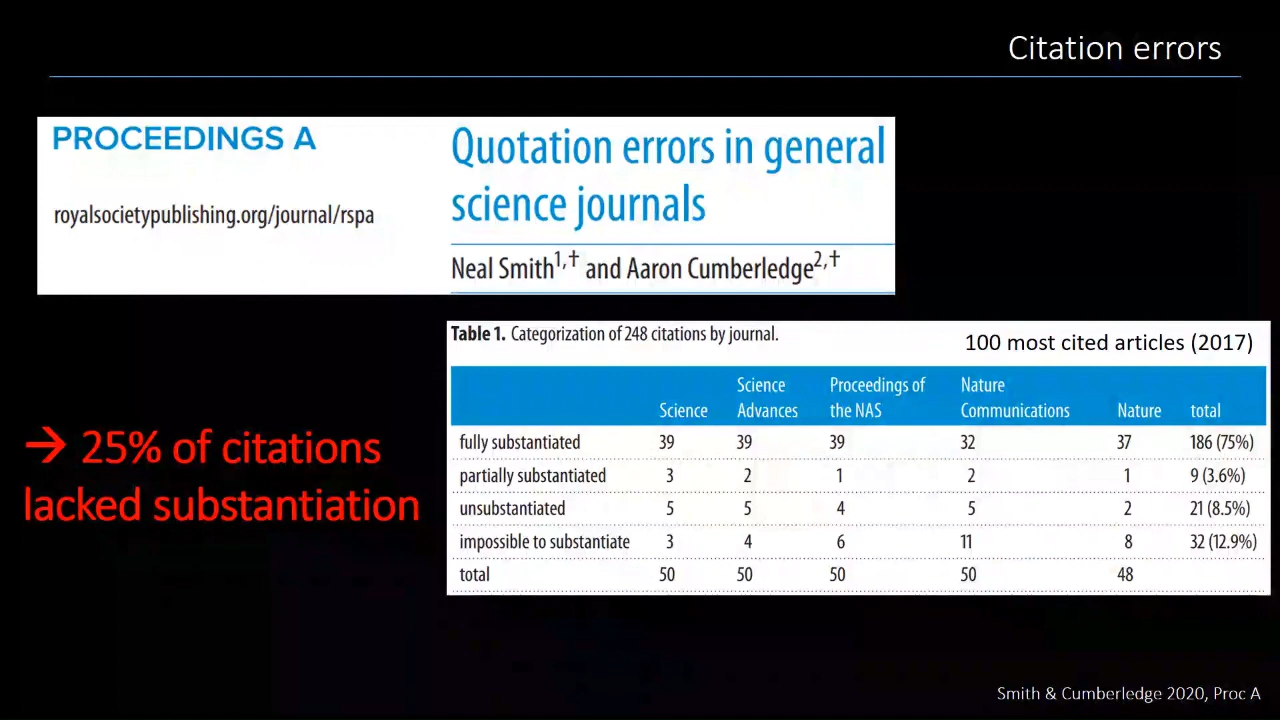 Citation errors
PROCEEDINGS A
royalsocietypublishing.org/journal/rspa
Quotation errors in general
science journals
Neal Smith1,† and Aaron Cumberledge2,†
→ 25% of citations
lacked substantiation
Table 1. Categorization of 248 citations by journal.
100 most cited articles (2017)
Science Science Advances Proceedings of the NAS Nature Communications Nature total
fully substantiated 39 39 39 32 37 186 (75%)
partially substantiated 3 2 1 2 1 9 (3.6%)
unsubstantiated 5 5 4 5 2 21 (8.5%)
impossible to substantiate 3 4 6 11 8 32 (12.9%)
total 50 50 50 50 48
Smith & Cumberledge 2020, Proc A